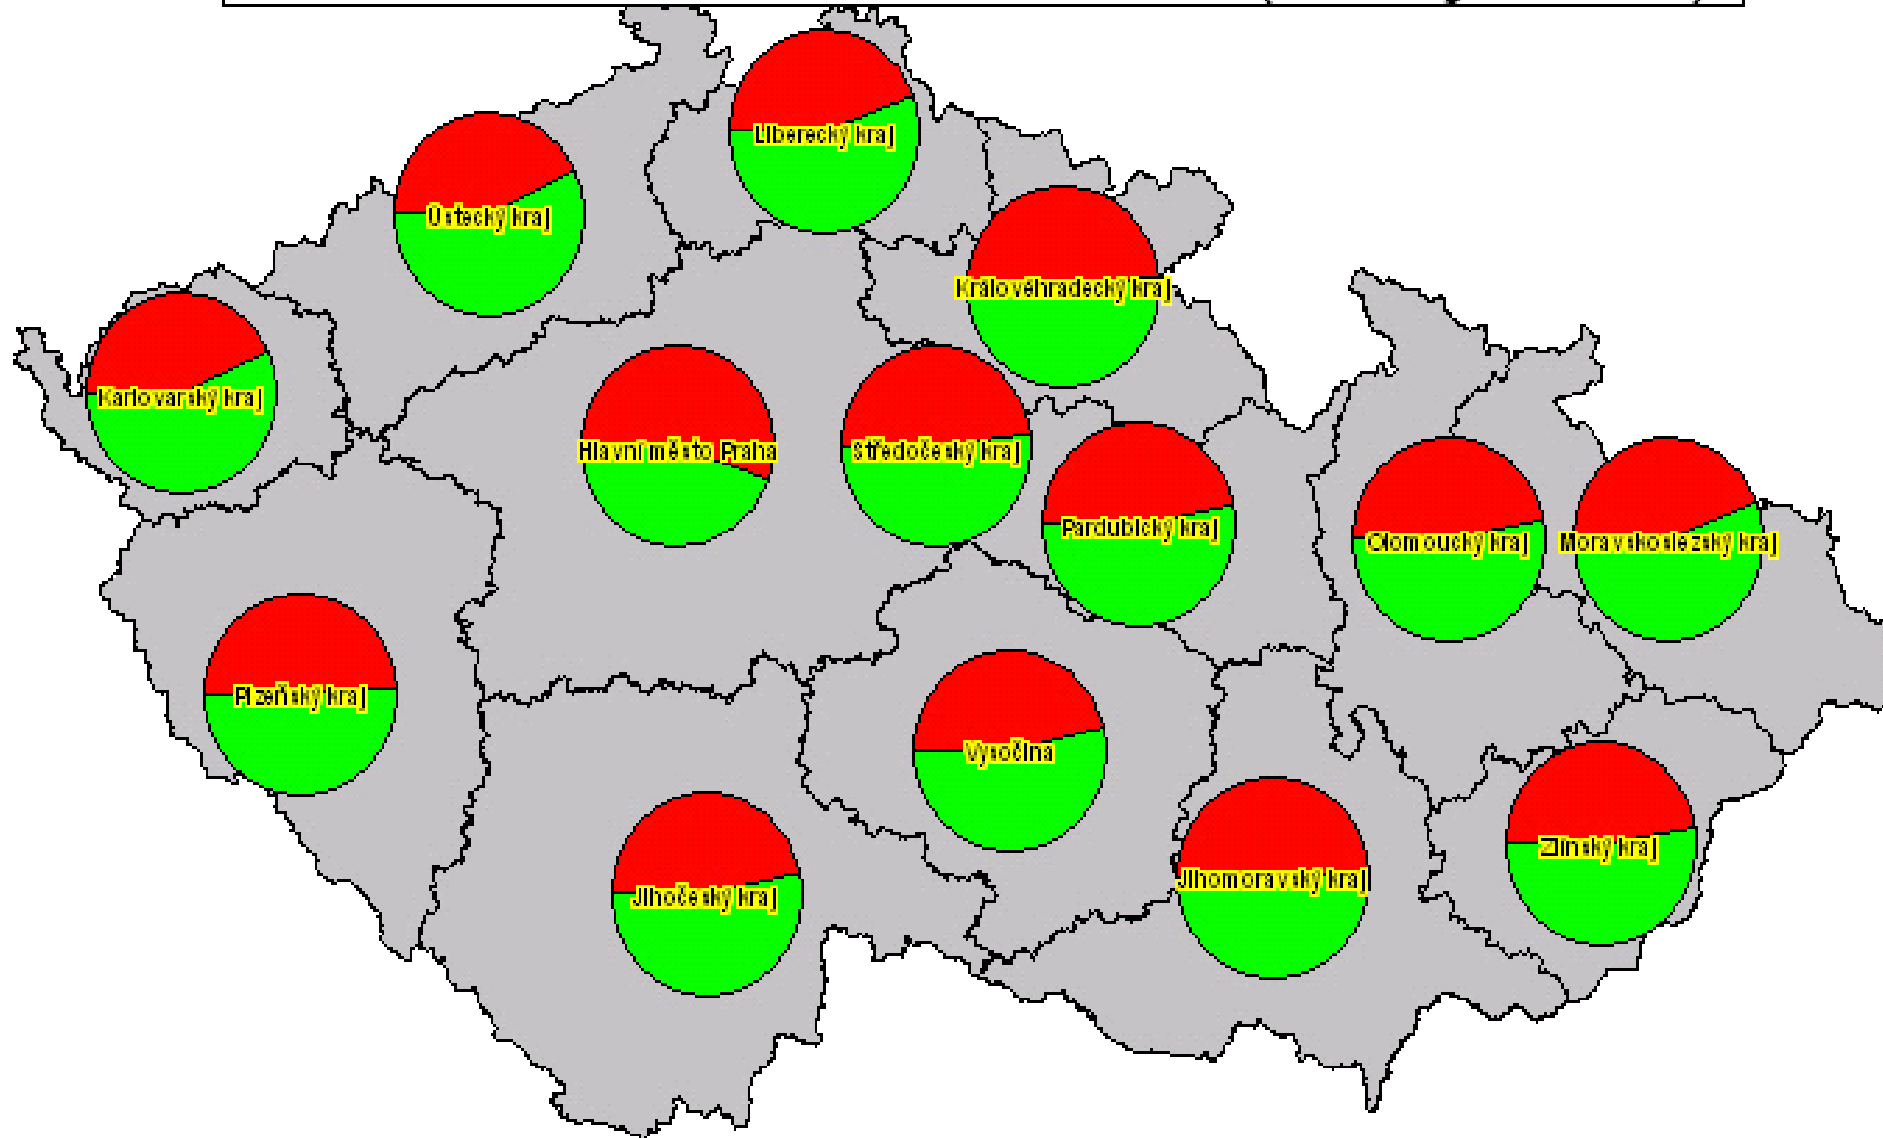 Liberecký kraj
Ústecký kraj
Královéhradecký kraj
Karlovarský kraj
Hlavní město Praha
Středočeský kraj
Pardubický kraj
Olomoucký kraj
Moravskoslezský kraj
Plzeňský kraj
Vysočina
Zlínský kraj
Jihomoravský kraj
Jihočeský kraj